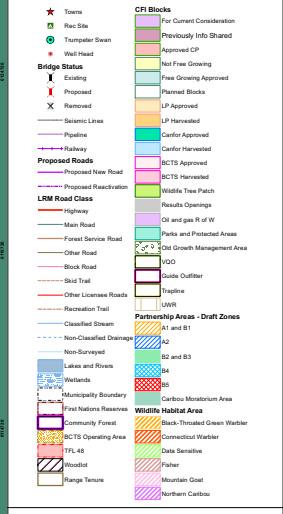 Towns
Rec Site
Trumpeter Swan
Well Head
Bridge Status
Existing
Proposed
Removed
Seismic Lines
Pipeline
Railway
Proposed Roads
Proposed New Road
Proposed Reactivation
LRM Road Class
Highway
Main Road
Forest Service Road
Other Road
Block Road
Skid Trail
Other Licensee Roads
Recreation Trail
Classified Stream
Non-Classified Drainage
Non-Surveyed
Lakes and Rivers
Wetlands
Municipality Boundary
First Nations Reserves
Community Forest
BCTS Operating Area
TFL 48
Woodlot
Range Tenure
CFI Blocks
For Current Consideration
Previously Info Shared
Approved CP
Not Free Growing
Free Growing Approved
Planned Blocks
LP Approved
LP Harvested
Canfor Approved
Canfor Harvested
BCTS Approved
BCTS Harvested
Wildlife Tree Patch
Results Openings
Oil and gas R of W
Parks and Protected Areas
Old Growth Management Area
VQO
Guide Outfitter
Trapline
UWR
Partnership Areas - Draft Zones
A1 and B1
A2
B2 and B3
B4
B5
Caribou Moratorium Area
Wildlife Habitat Area
Black-Throated Green Warbler
Connecticut Warbler
Data Sensitive
Fisher
Mountain Goat
Northern Caribou